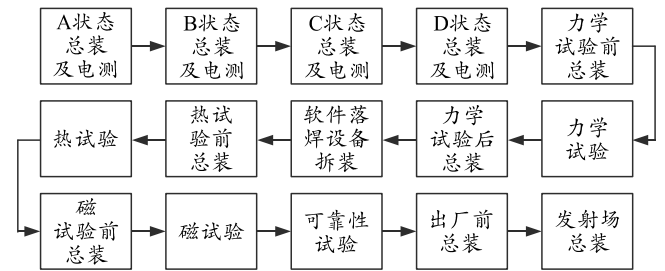 A状态
总装
及电测
B状态
总装
及电测
C状态
总装
及电测
D状态
总装
及电测
力学
试验前
总装
热试验
热试
验前
总装
软件落
焊设备
拆装
力学
试验后
总装
力学
试验
磁
试验前
总装
磁试验
可靠性
试验
出厂前
总装
发射场
总装